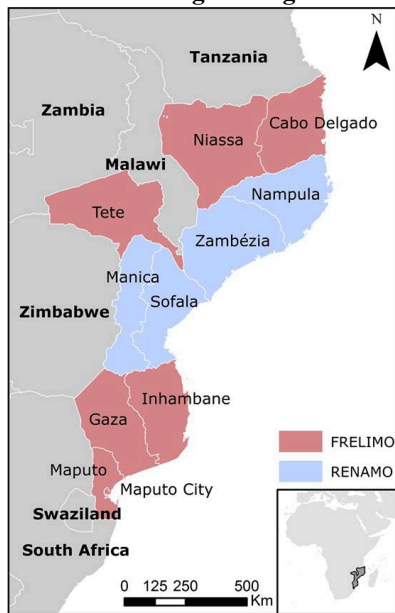 N
Tanzania
Zambia
Cabo Delgado
Niassa
Malawi
Nampula
Tete
Zambézia
Manica
Sofala
Zimbabwe
Inhambane
Gaza
FRELIMO
RENAMO
Maputo
Maputo City
Swaziland
South Africa
0 125 250 500
Km